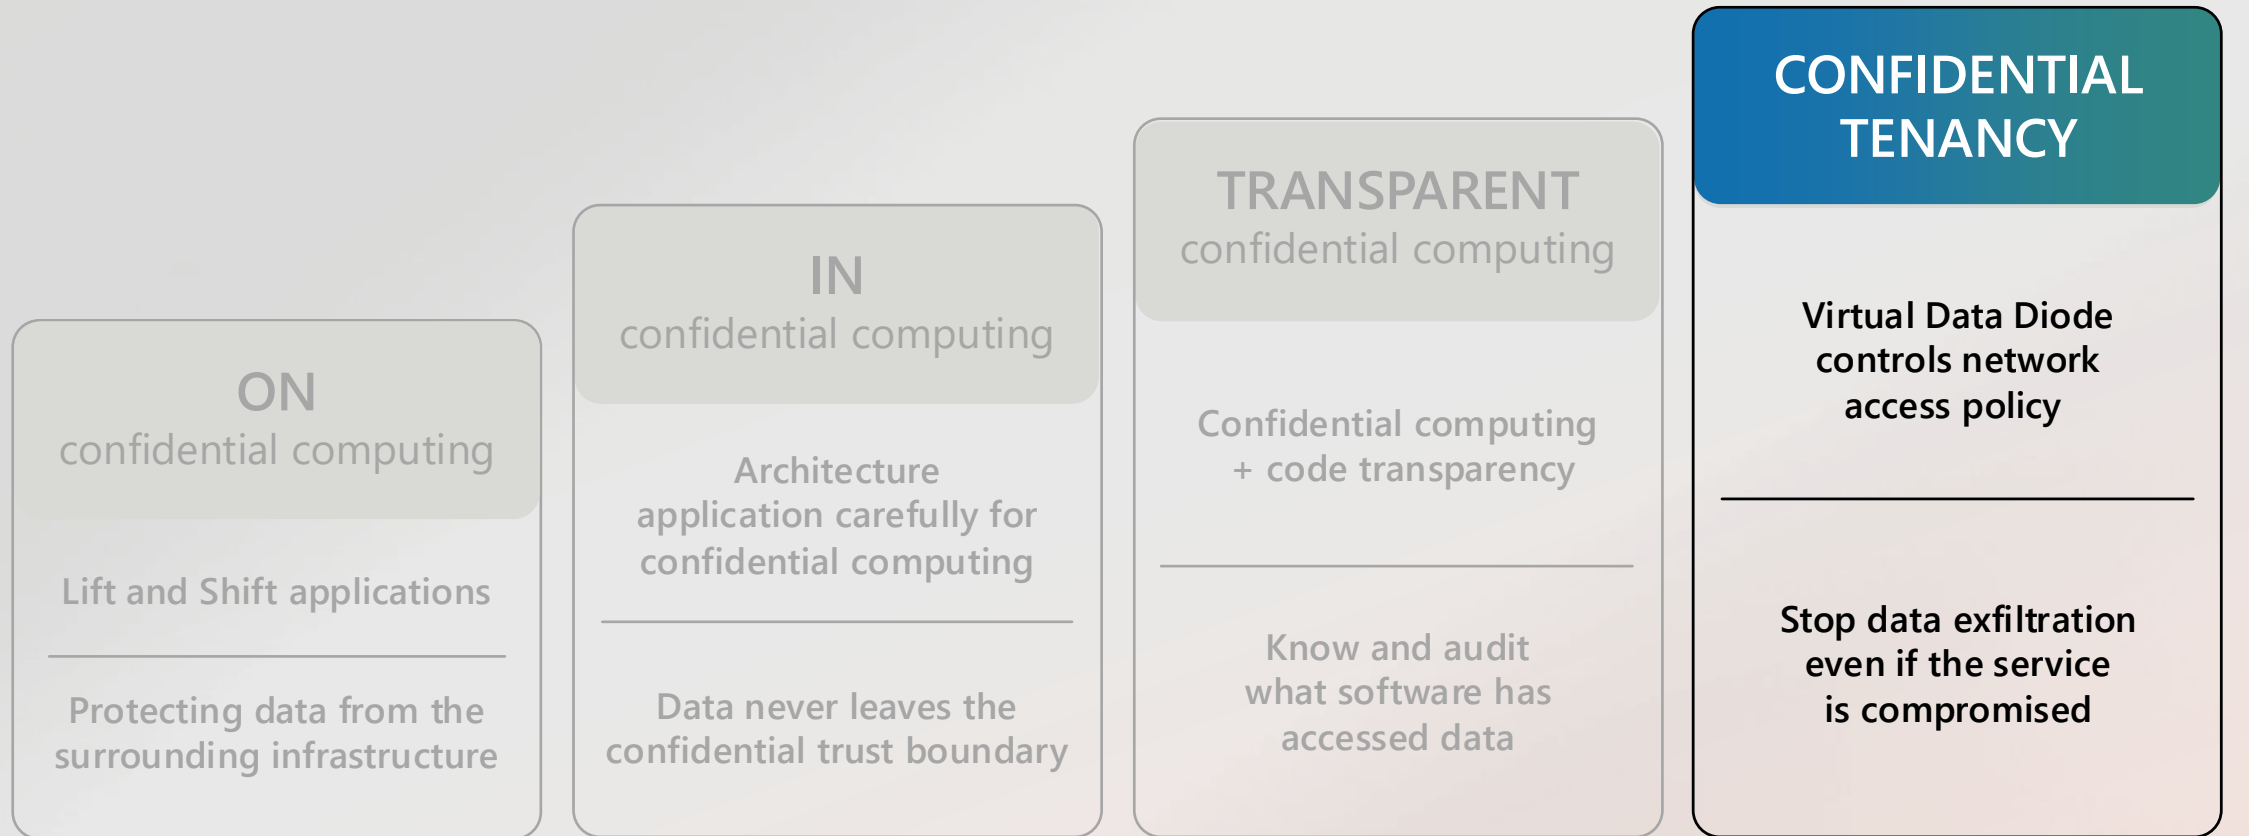 ON
confidential computing
Lift and Shift applications
Protecting data from the
surrounding infrastructure
IN
confidential computing
Architecture
application carefully for
confidential computing
Data never leaves the
confidential trust boundary
TRANSPARENT
confidential computing
Confidential computing
+ code transparency
Know and audit
what software has
accessed data
CONFIDENTIAL
TENANCY
Virtual Data Diode
controls network
access policy
Stop data exfiltration
even if the service
is compromised